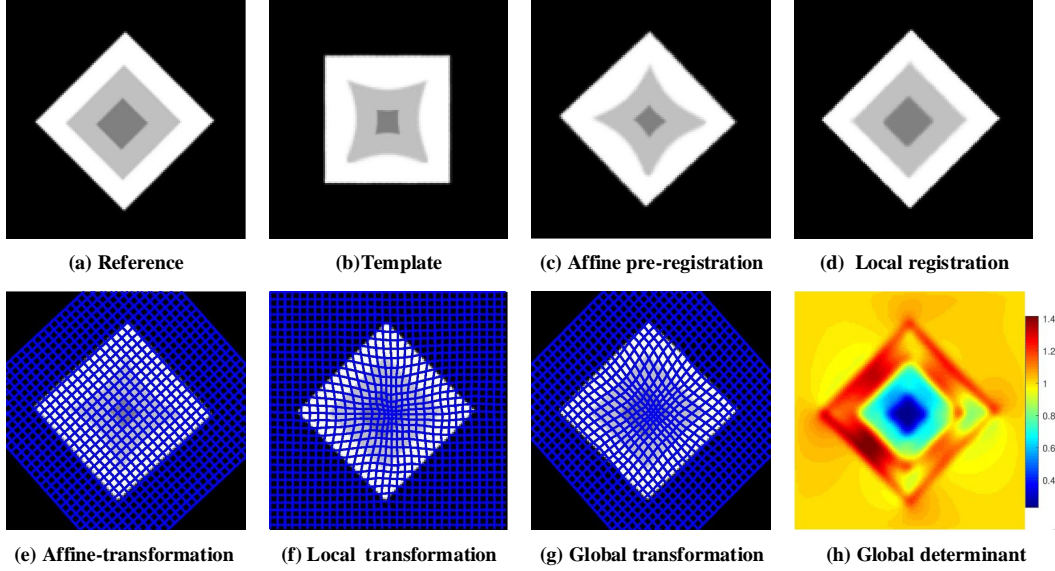 (a) Reference
(b)Template
(c) Affine pre-registration
(d) Local registration
1.4
1.2
1
0.8
0.6
0.4
(e) Affine-transformation
(f) Local transformation
(g) Global transformation
(h) Global determinant